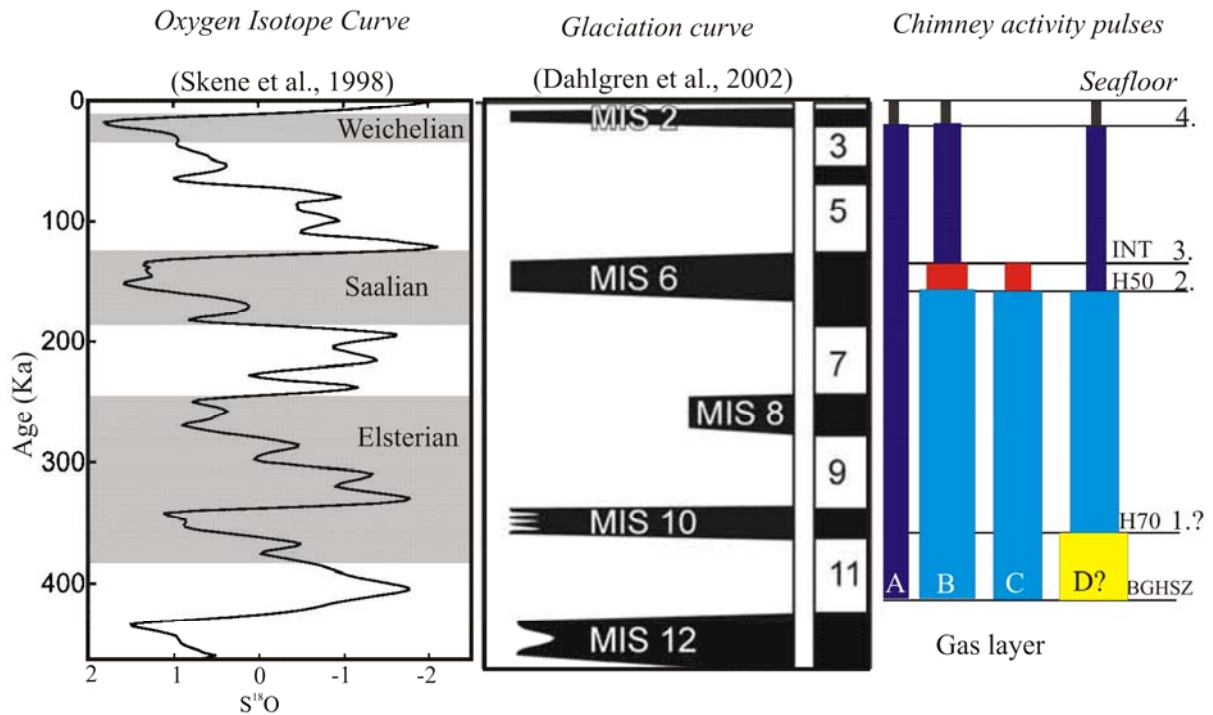 Oxygen Isotope Curve
(Skene et al., 1998)
Glaciation curve
(Dahlgren et al., 2002)
Chimney activity pulses
Seafloor
Age (Ka)
0
100
200
300
400
Weichelian
Saalian
Elsterian
2 1 0 -1 -2
S¹⁸O
MIS 2
MIS 6
MIS 8
MIS 10
MIS 12
3
5
7
9
11
4.
INT 3.
H50 2.
H70 1.?
BGHSZ
A B C D?
Gas layer